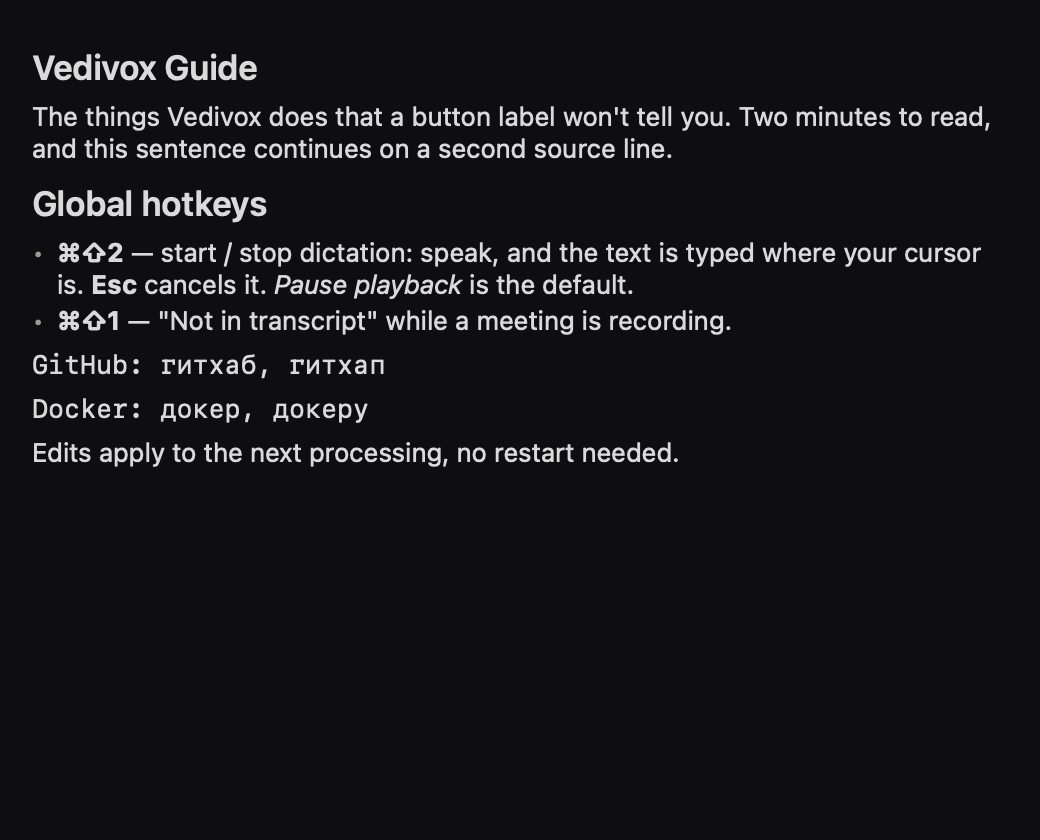 Vedivox Guide
The things Vedivox does that a button label won't tell you. Two minutes to read,
and this sentence continues on a second source line.
Global hotkeys
• ⌘⇧2 — start / stop dictation: speak, and the text is typed where your cursor
is. Esc cancels it. Pause playback is the default.
• ⌘⇧1 — "Not in transcript" while a meeting is recording.
GitHub: гитхаб, гитхап
Docker: докер, докеру
Edits apply to the next processing, no restart needed.